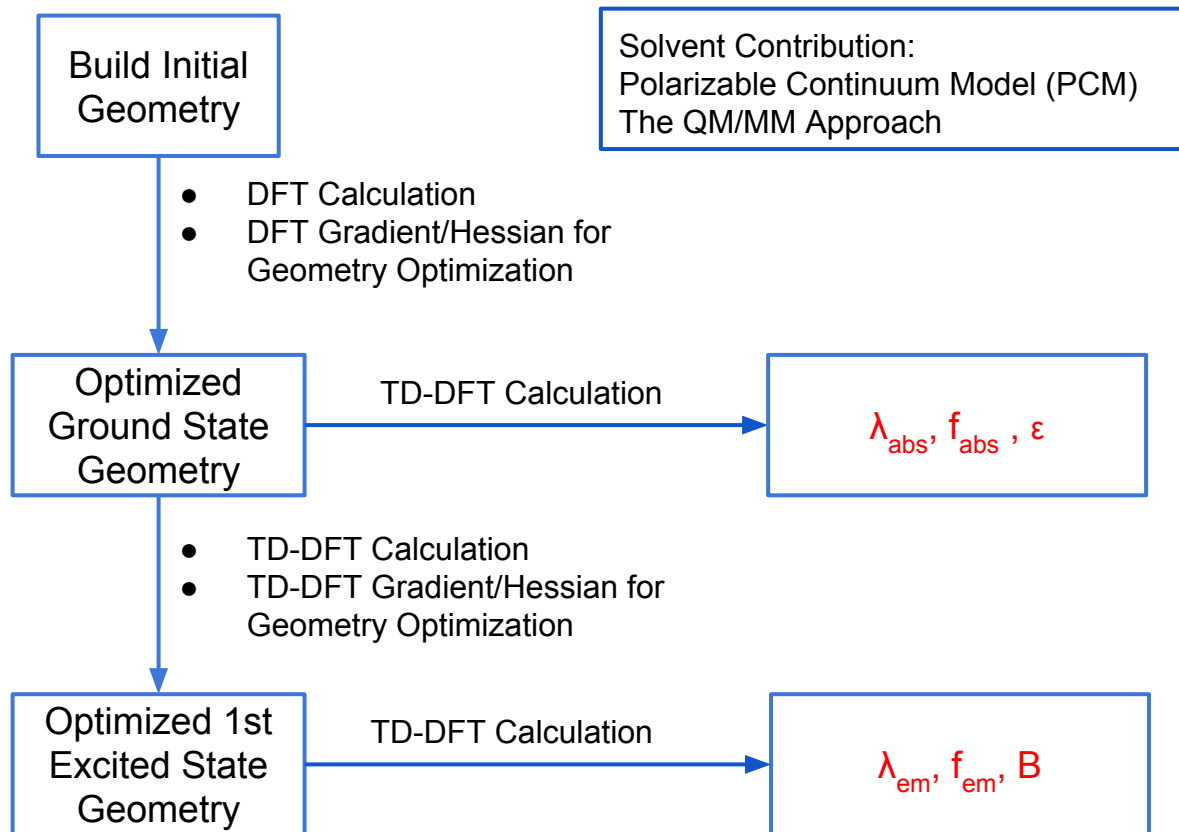 Build Initial
Geometry
Solvent Contribution:
Polarizable Continuum Model (PCM)
The QM/MM Approach
● DFT Calculation
● DFT Gradient/Hessian for
Geometry Optimization
Optimized
Ground State
Geometry
TD-DFT Calculation
λabs, fabs , ε
● TD-DFT Calculation
● TD-DFT Gradient/Hessian for
Geometry Optimization
Optimized 1st
Excited State
Geometry
TD-DFT Calculation
λem, fem, B